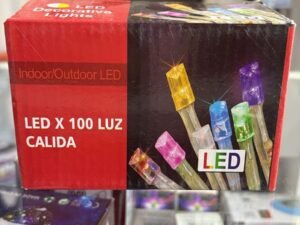 LED
Decorative
Lights
Indoor/Outdoor LED
LED X 100 LUZ
CALIDA
LED